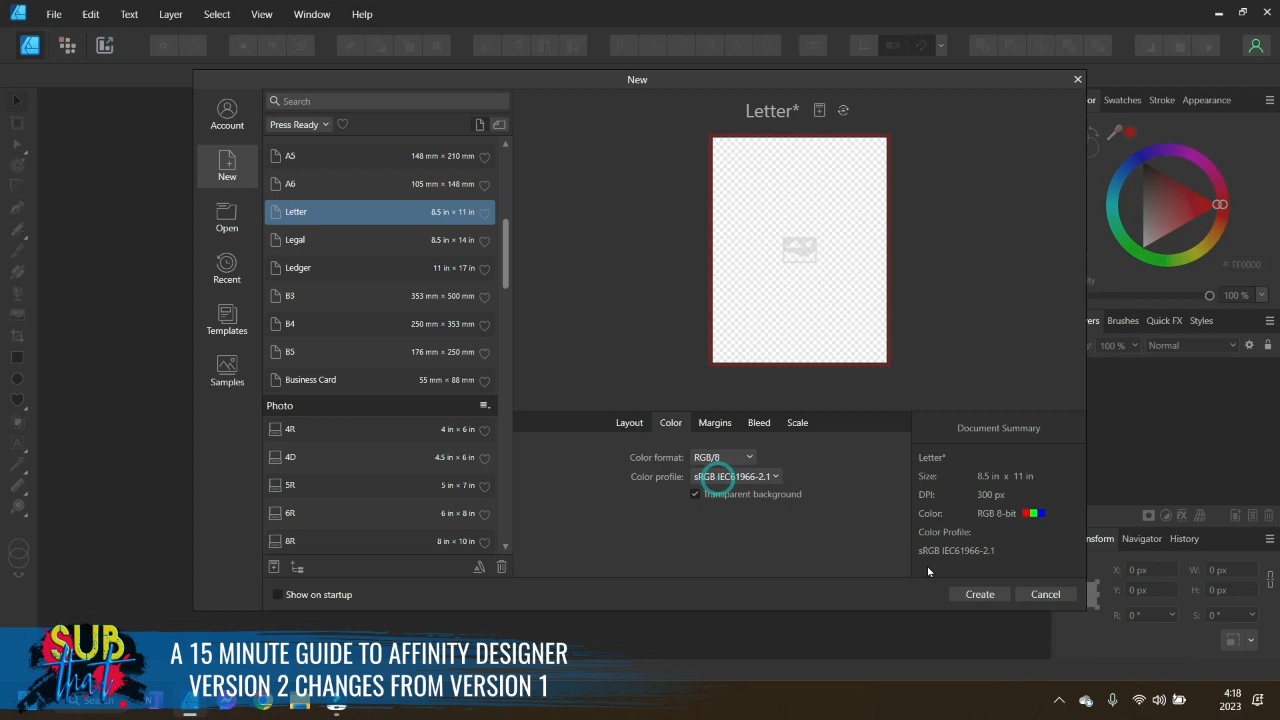 File Edit Text Layer Select View Window Help
New
Account
New
Open
Recent
Templates
Samples
Search
Press Ready
A5 148 mm × 210 mm
A6 105 mm × 148 mm
Letter 8.5 in × 11 in
Legal 8.5 in × 14 in
Ledger 11 in × 17 in
B3 353 mm × 500 mm
B4 250 mm × 353 mm
B5 176 mm × 250 mm
Business Card 55 mm × 88 mm
Photo
4R 4 in × 6 in
4D 4.5 in × 6 in
5R 5 in × 7 in
6R 6 in × 8 in
8R 8 in × 10 in
Show on startup
Letter*
Layout Color Margins Bleed Scale
Color format: RGB/8
Color profile: sRGB IEC61966-2.1
Transparent background
Document Summary
Letter*
Size: 8.5 in x 11 in
DPI: 300 px
Color: RGB 8-bit
Color Profile:
sRGB IEC61966-2.1
Create Cancel
Swatches Stroke Appearance
#: FF0000
100 %
Brushes Quick FX Styles
100 % Normal
Navigator History
X: 0 px W: 0 px
Y: 0 px H: 0 px
R: 0 ° S: 0 °
SUB
that
A 15 MINUTE GUIDE TO AFFINITY DESIGNER
VERSION 2 CHANGES FROM VERSION 1
Search
4:18
2023